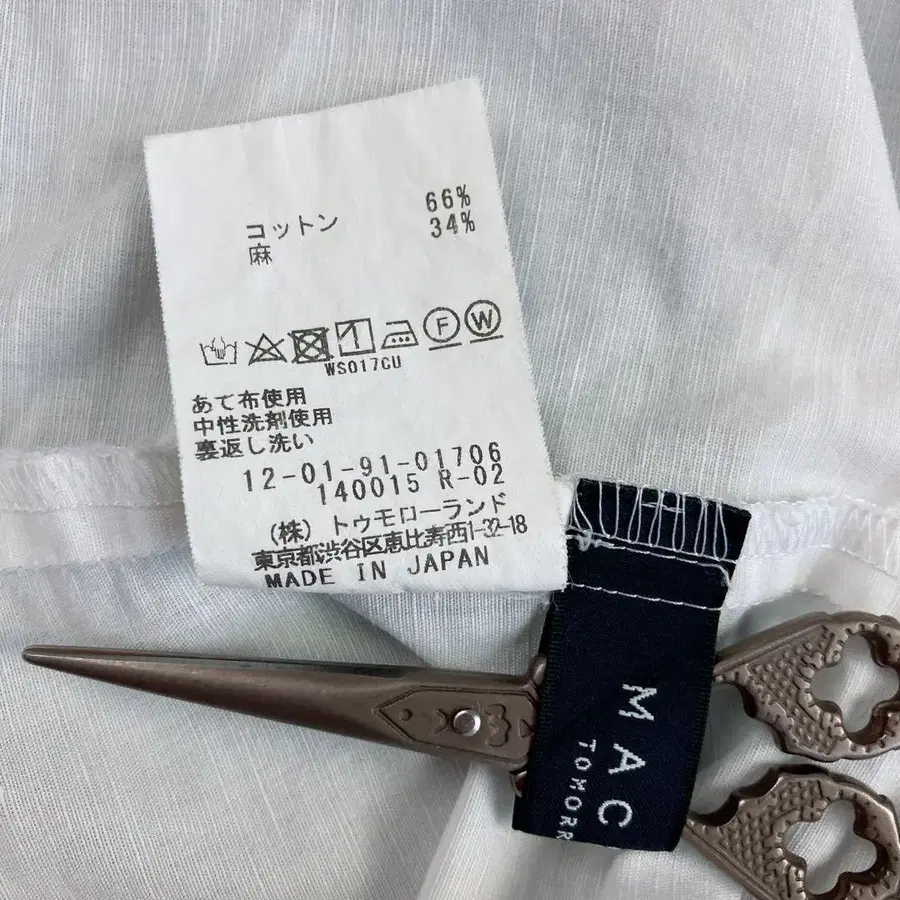 コットン 66%
麻 34%
F W
WS017CU
あて布使用
中性洗剤使用
裏返し洗い
12-01-91-01706
140015 R-02
(株) トゥモローランド
東京都渋谷区恵比寿西1-32-18
MADE IN JAPAN
MAC
TOMORR